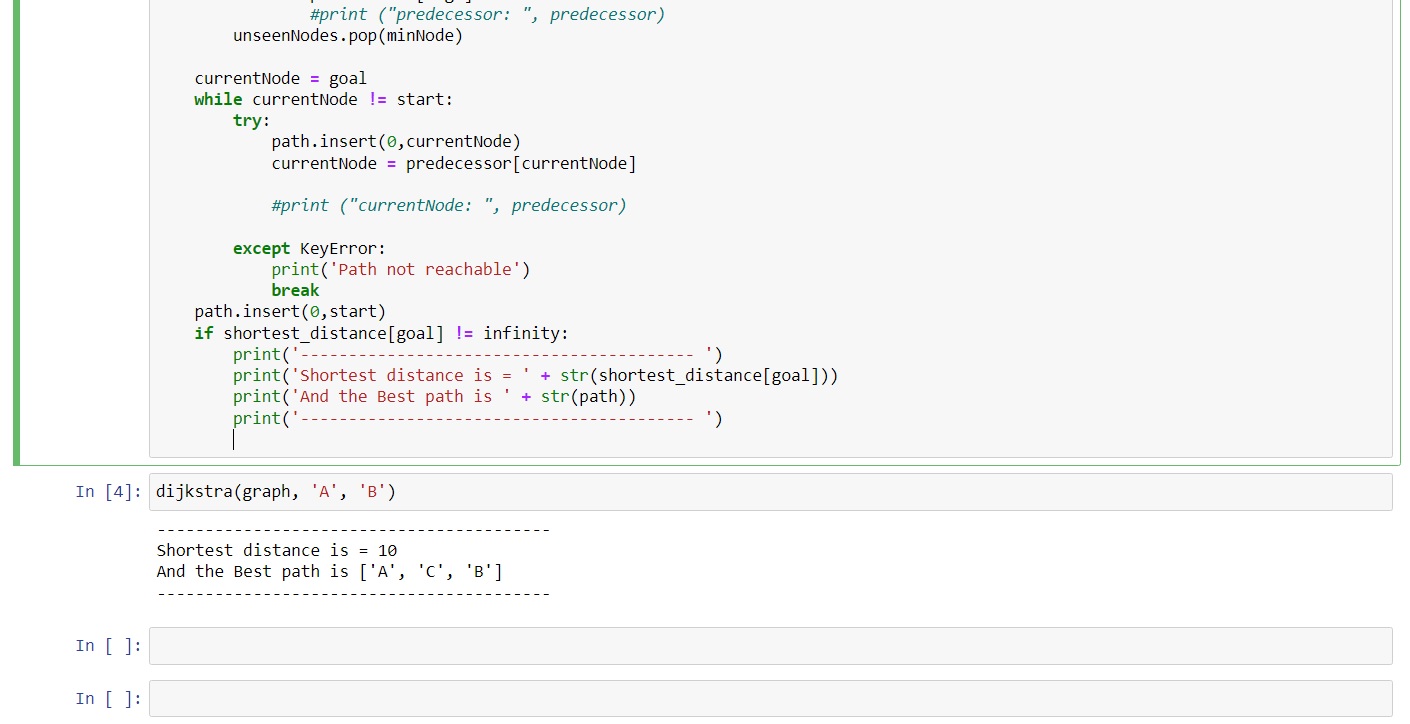 #print ("predecessor: ", predecessor)
unseenNodes.pop(minNode)
currentNode = goal
while currentNode != start:
try:
path.insert(0,currentNode)
currentNode = predecessor[currentNode]
#print ("currentNode: ", predecessor)
except KeyError:
print('Path not reachable')
break
path.insert(0,start)
if shortest_distance[goal] != infinity:
print('----------------------------------------- ')
print('Shortest distance is = ' + str(shortest_distance[goal]))
print('And the Best path is ' + str(path))
print('----------------------------------------- ')
In [4]: dijkstra(graph, 'A', 'B')
-----------------------------------------
Shortest distance is = 10
And the Best path is ['A', 'C', 'B']
-----------------------------------------
In [ ]:
In [ ]: